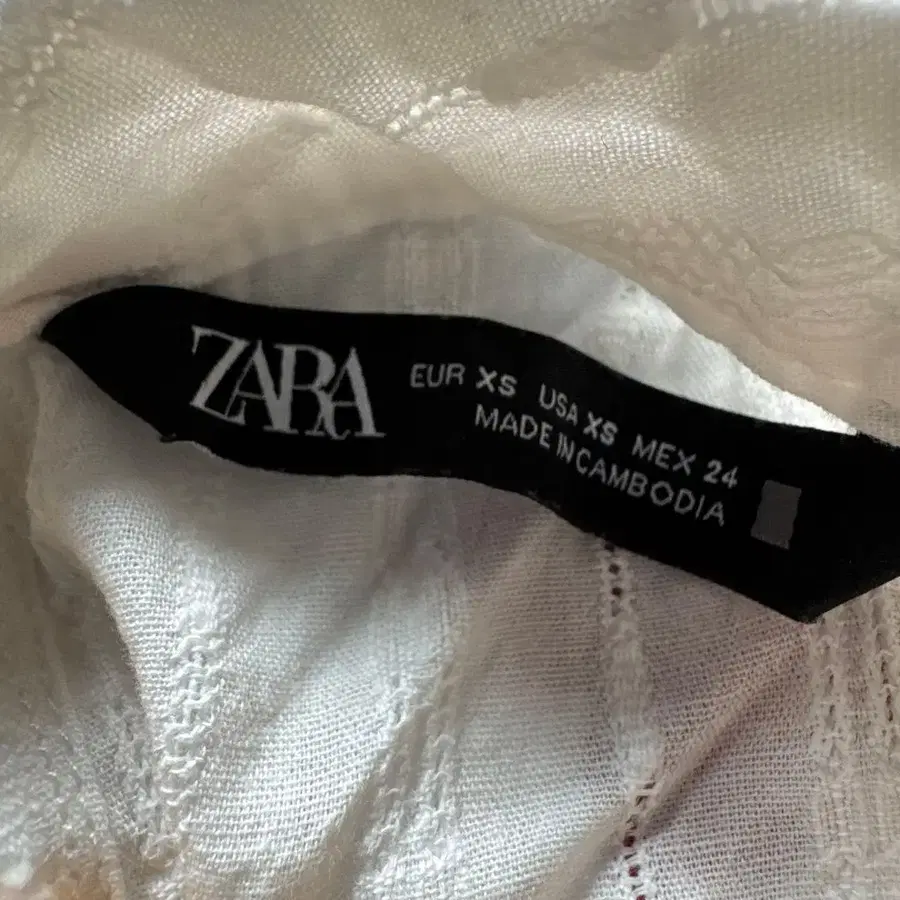 ZARA
EUR XS USA XS MEX 24
MADE IN CAMBODIA